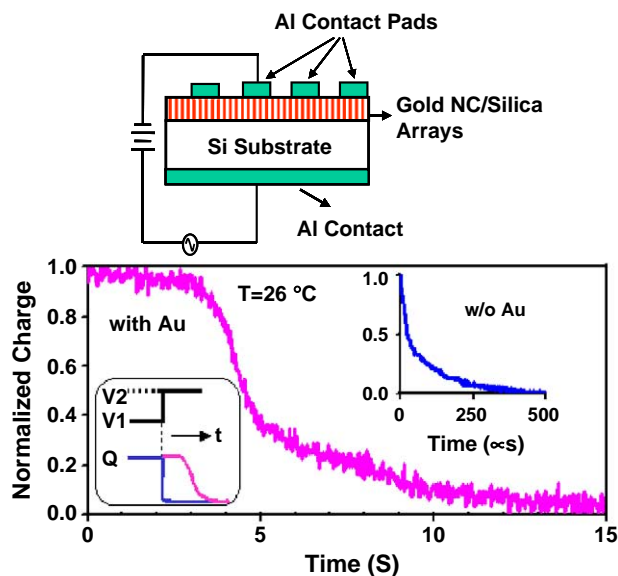 Al Contact Pads
Gold NC/Silica
Arrays
Si Substrate
Al Contact
Normalized Charge
1.0
0.8
0.6
0.4
0.2
0.0
with Au
T=26 °C
w/o Au
1.0
0.5
0.0
0 250 500
Time (∝s)
V2
V1
t
Q
0 5 10 15
Time (S)